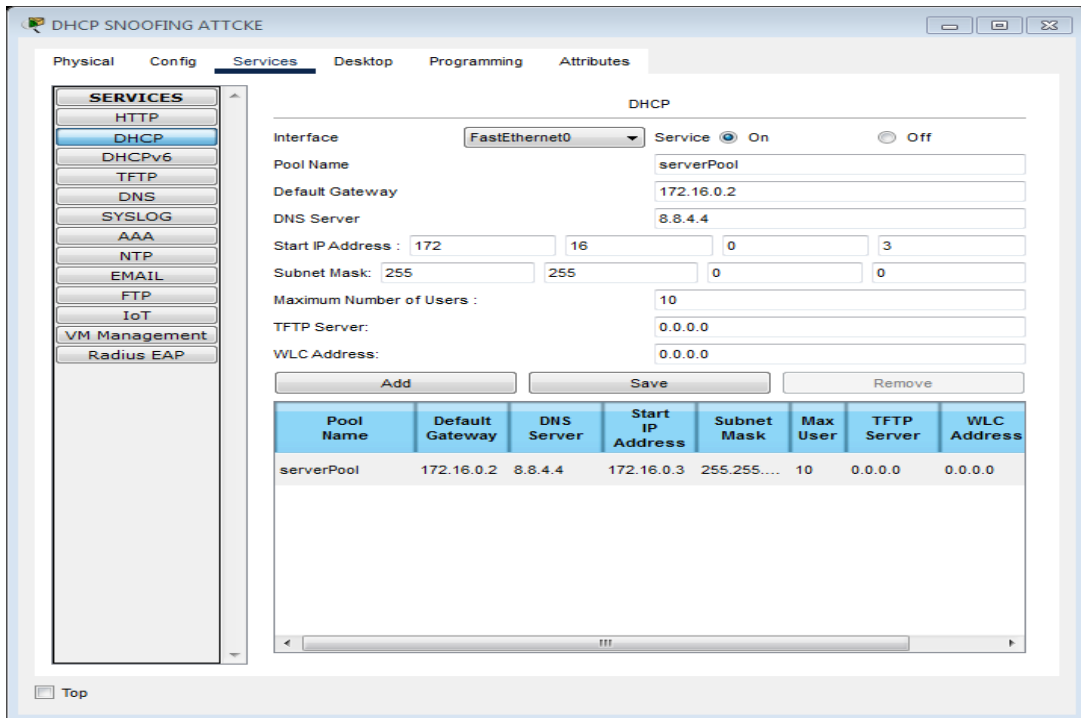 DHCP SNOOFING ATTCKE
Physical Config Services Desktop Programming Attributes
SERVICES
HTTP
DHCP
DHCPv6
TFTP
DNS
SYSLOG
AAA
NTP
EMAIL
FTP
IoT
VM Management
Radius EAP
DHCP
Interface FastEthernet0 Service On Off
Pool Name serverPool
Default Gateway 172.16.0.2
DNS Server 8.8.4.4
Start IP Address : 172 16 0 3
Subnet Mask: 255 255 0 0
Maximum Number of Users : 10
TFTP Server: 0.0.0.0
WLC Address: 0.0.0.0
Add Save Remove
Pool Name Default Gateway DNS Server Start IP Address Subnet Mask Max User TFTP Server WLC Address
serverPool 172.16.0.2 8.8.4.4 172.16.0.3 255.255.... 10 0.0.0.0 0.0.0.0
Top